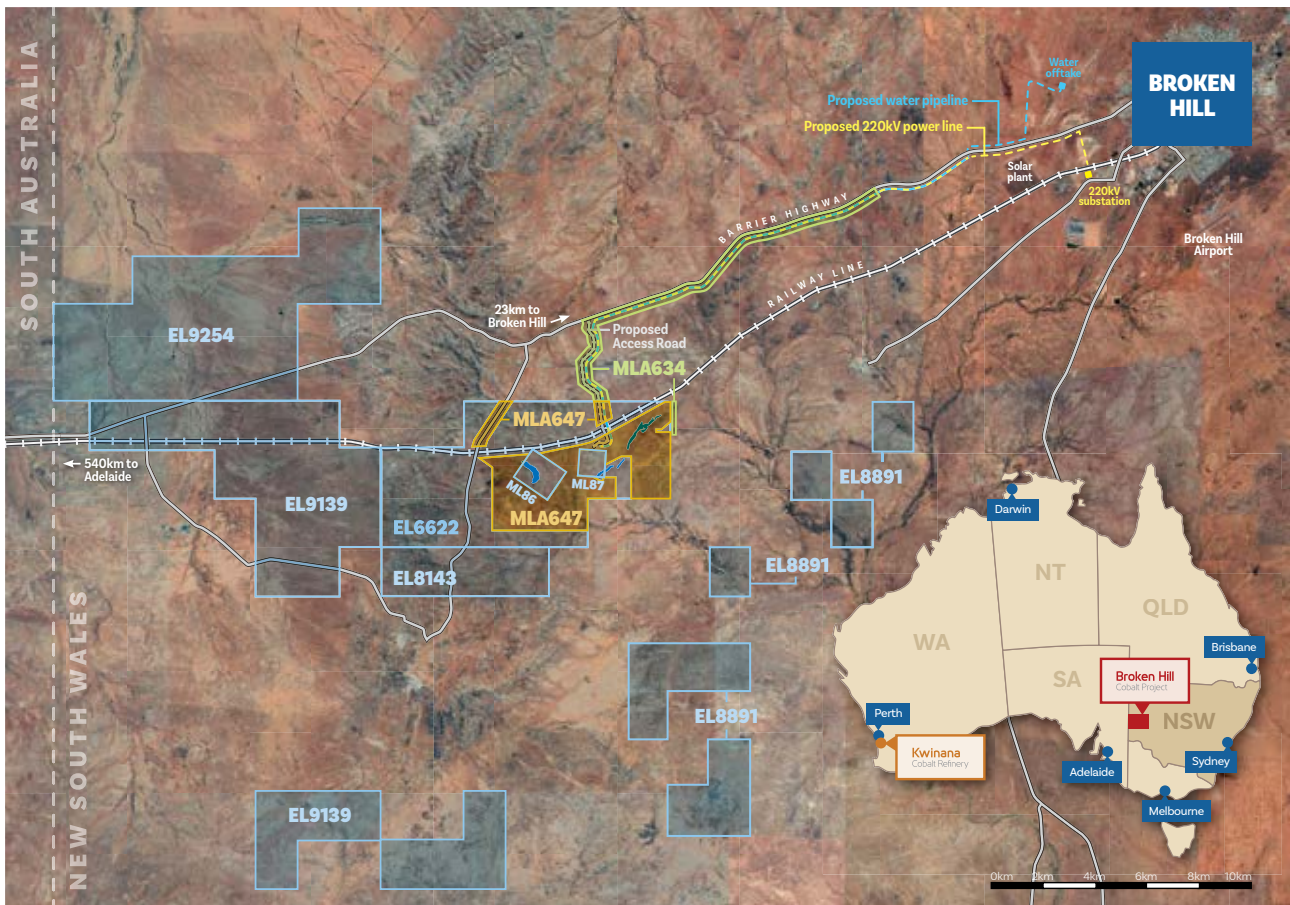 SOUTH AUSTRALIA
NEW SOUTH WALES
Water
offtake
BROKEN
HILL
Proposed water pipeline
Proposed 220kV power line
Solar
plant
220kV
substation
BARRIER HIGHWAY
Broken Hill
Airport
RAILWAY LINE
23km to
Broken Hill
EL9254
Proposed
Access Road
MLA634
MLA647
540km to
Adelaide
EL9139
EL6622
ML86
ML87
MLA647
EL8143
EL8891
EL8891
EL8891
EL9139
Darwin
NT
QLD
WA
SA
Brisbane
Broken Hill
Cobalt Project
NSW
Perth
Kwinana
Cobalt Refinery
Adelaide
Sydney
Melbourne
0km 2km 4km 6km 8km 10km